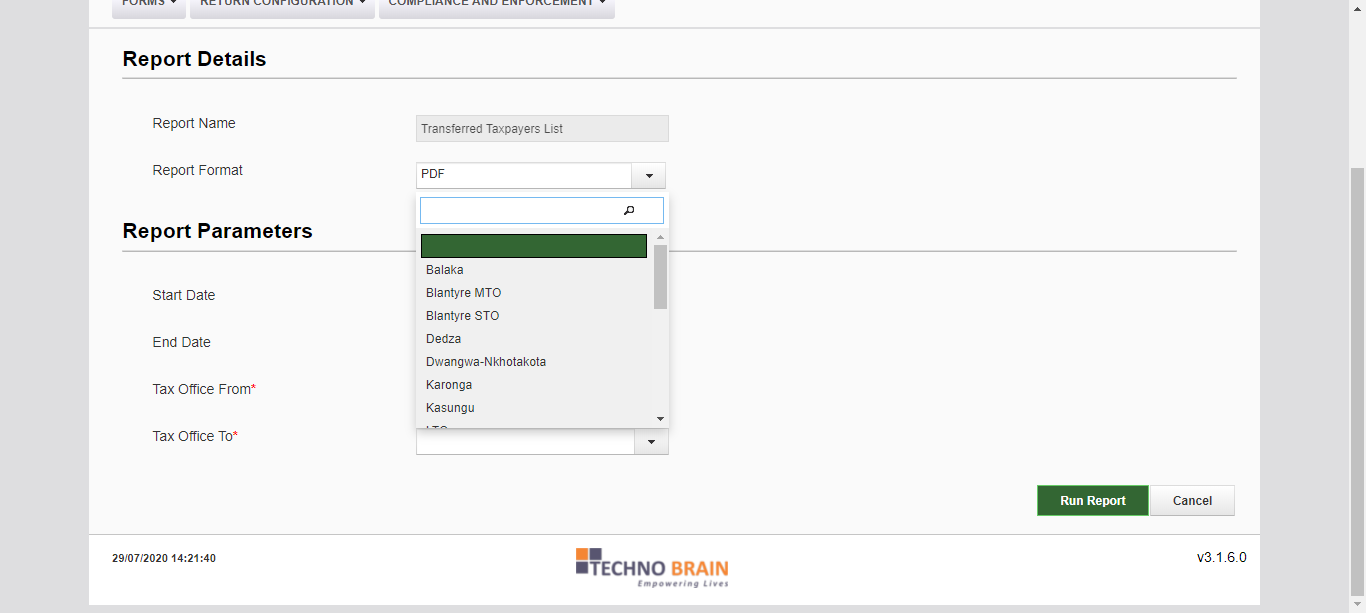 FORMS RETURN CONFIGURATION COMPLIANCE AND ENFORCEMENT
Report Details
Report Name
Transferred Taxpayers List
Report Format
PDF
Report Parameters
Balaka
Start Date
Blantyre MTO
Blantyre STO
End Date
Dedza
Dwangwa-Nkhotakota
Tax Office From*
Karonga
Kasungu
LTO
Tax Office To*
Run Report Cancel
29/07/2020 14:21:40
TECHNO BRAIN
Empowering Lives
v3.1.6.0